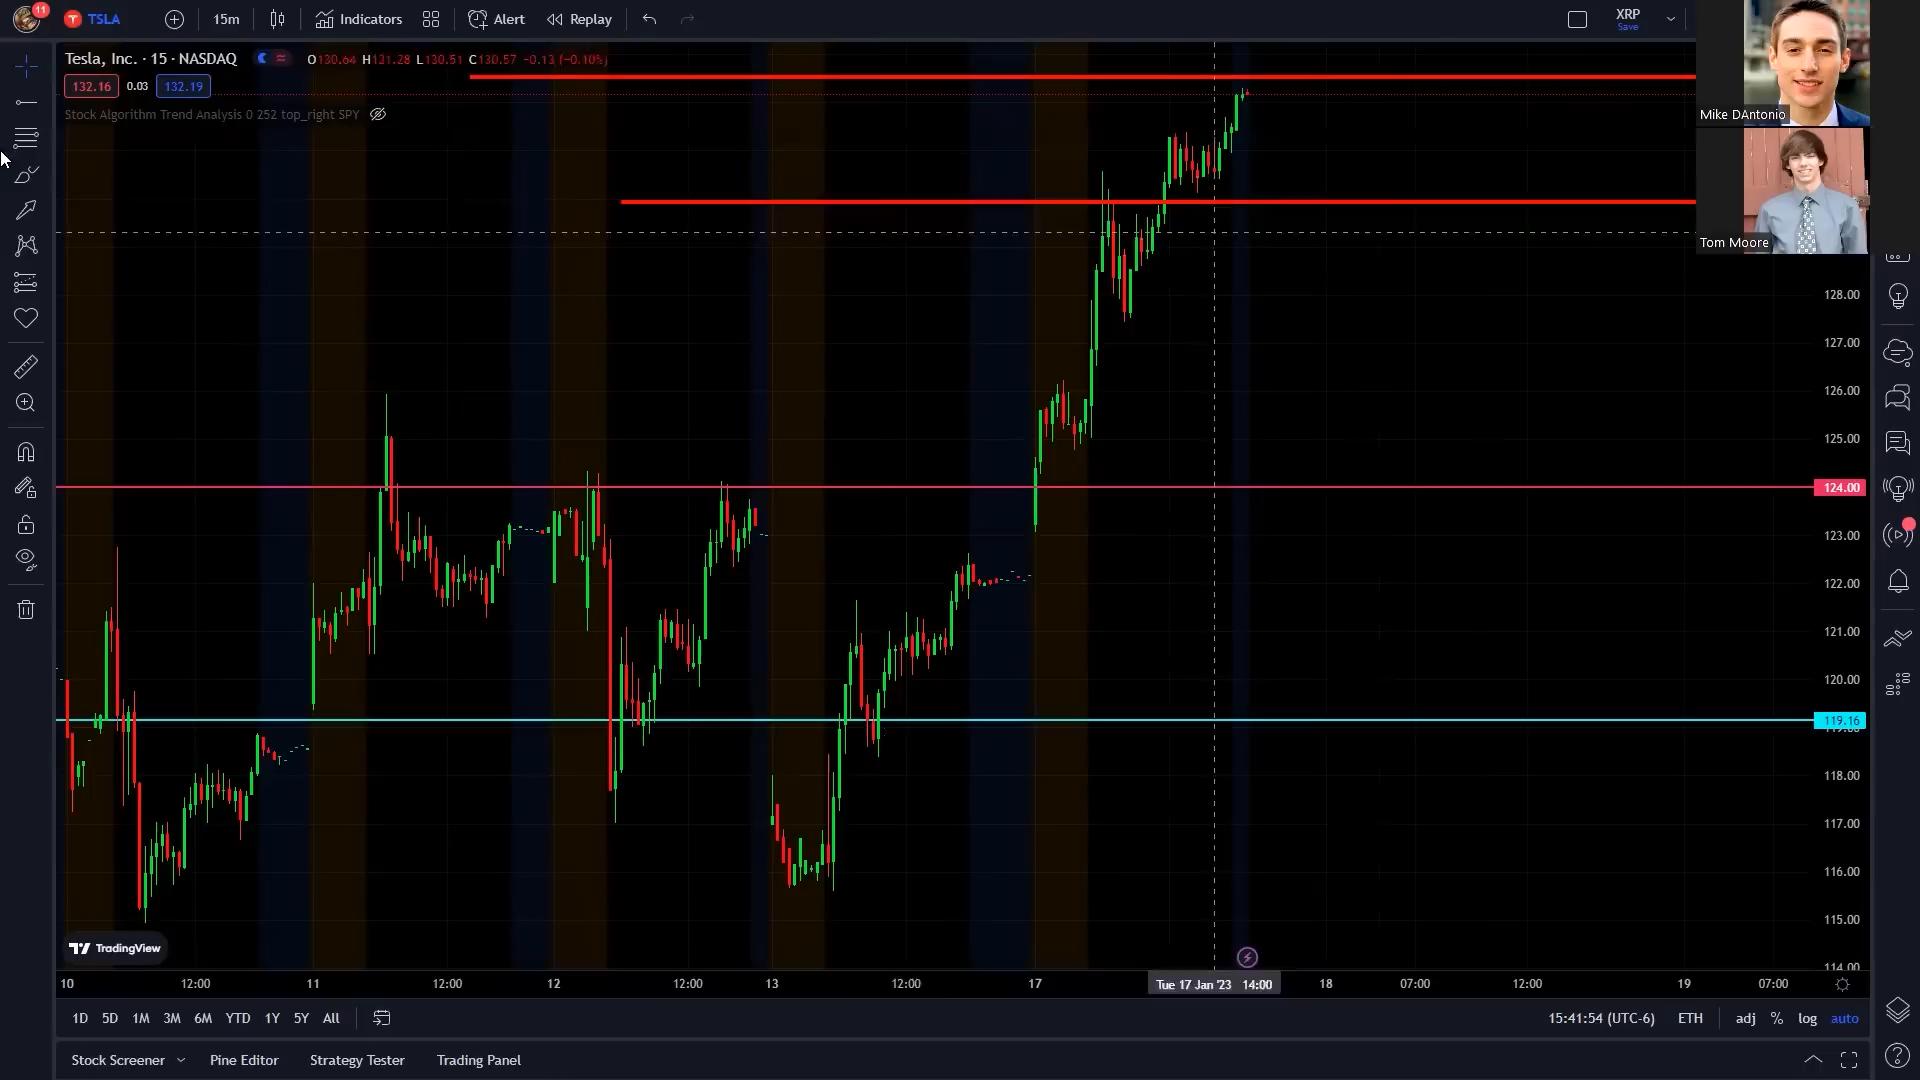 11
TSLA
15m
Indicators
Alert
Replay
XRP
Save
Tesla, Inc. · 15 · NASDAQ
O130.64 H131.28 L130.51 C130.57 −0.13 (−0.10%)
132.16
0.03
132.19
Stock Algorithm Trend Analysis 0 252 top_right SPY
Mike DAntonio
Tom Moore
128.00
127.00
126.00
125.00
124.00
123.00
122.00
121.00
120.00
119.16
119.00
118.00
117.00
116.00
115.00
114.00
TradingView
10
12:00
11
12:00
12
12:00
13
12:00
17
Tue 17 Jan '23 14:00
18
07:00
12:00
19
07:00
1D
5D
1M
3M
6M
YTD
1Y
5Y
All
15:41:54 (UTC-6)
ETH
adj
%
log
auto
Stock Screener
Pine Editor
Strategy Tester
Trading Panel